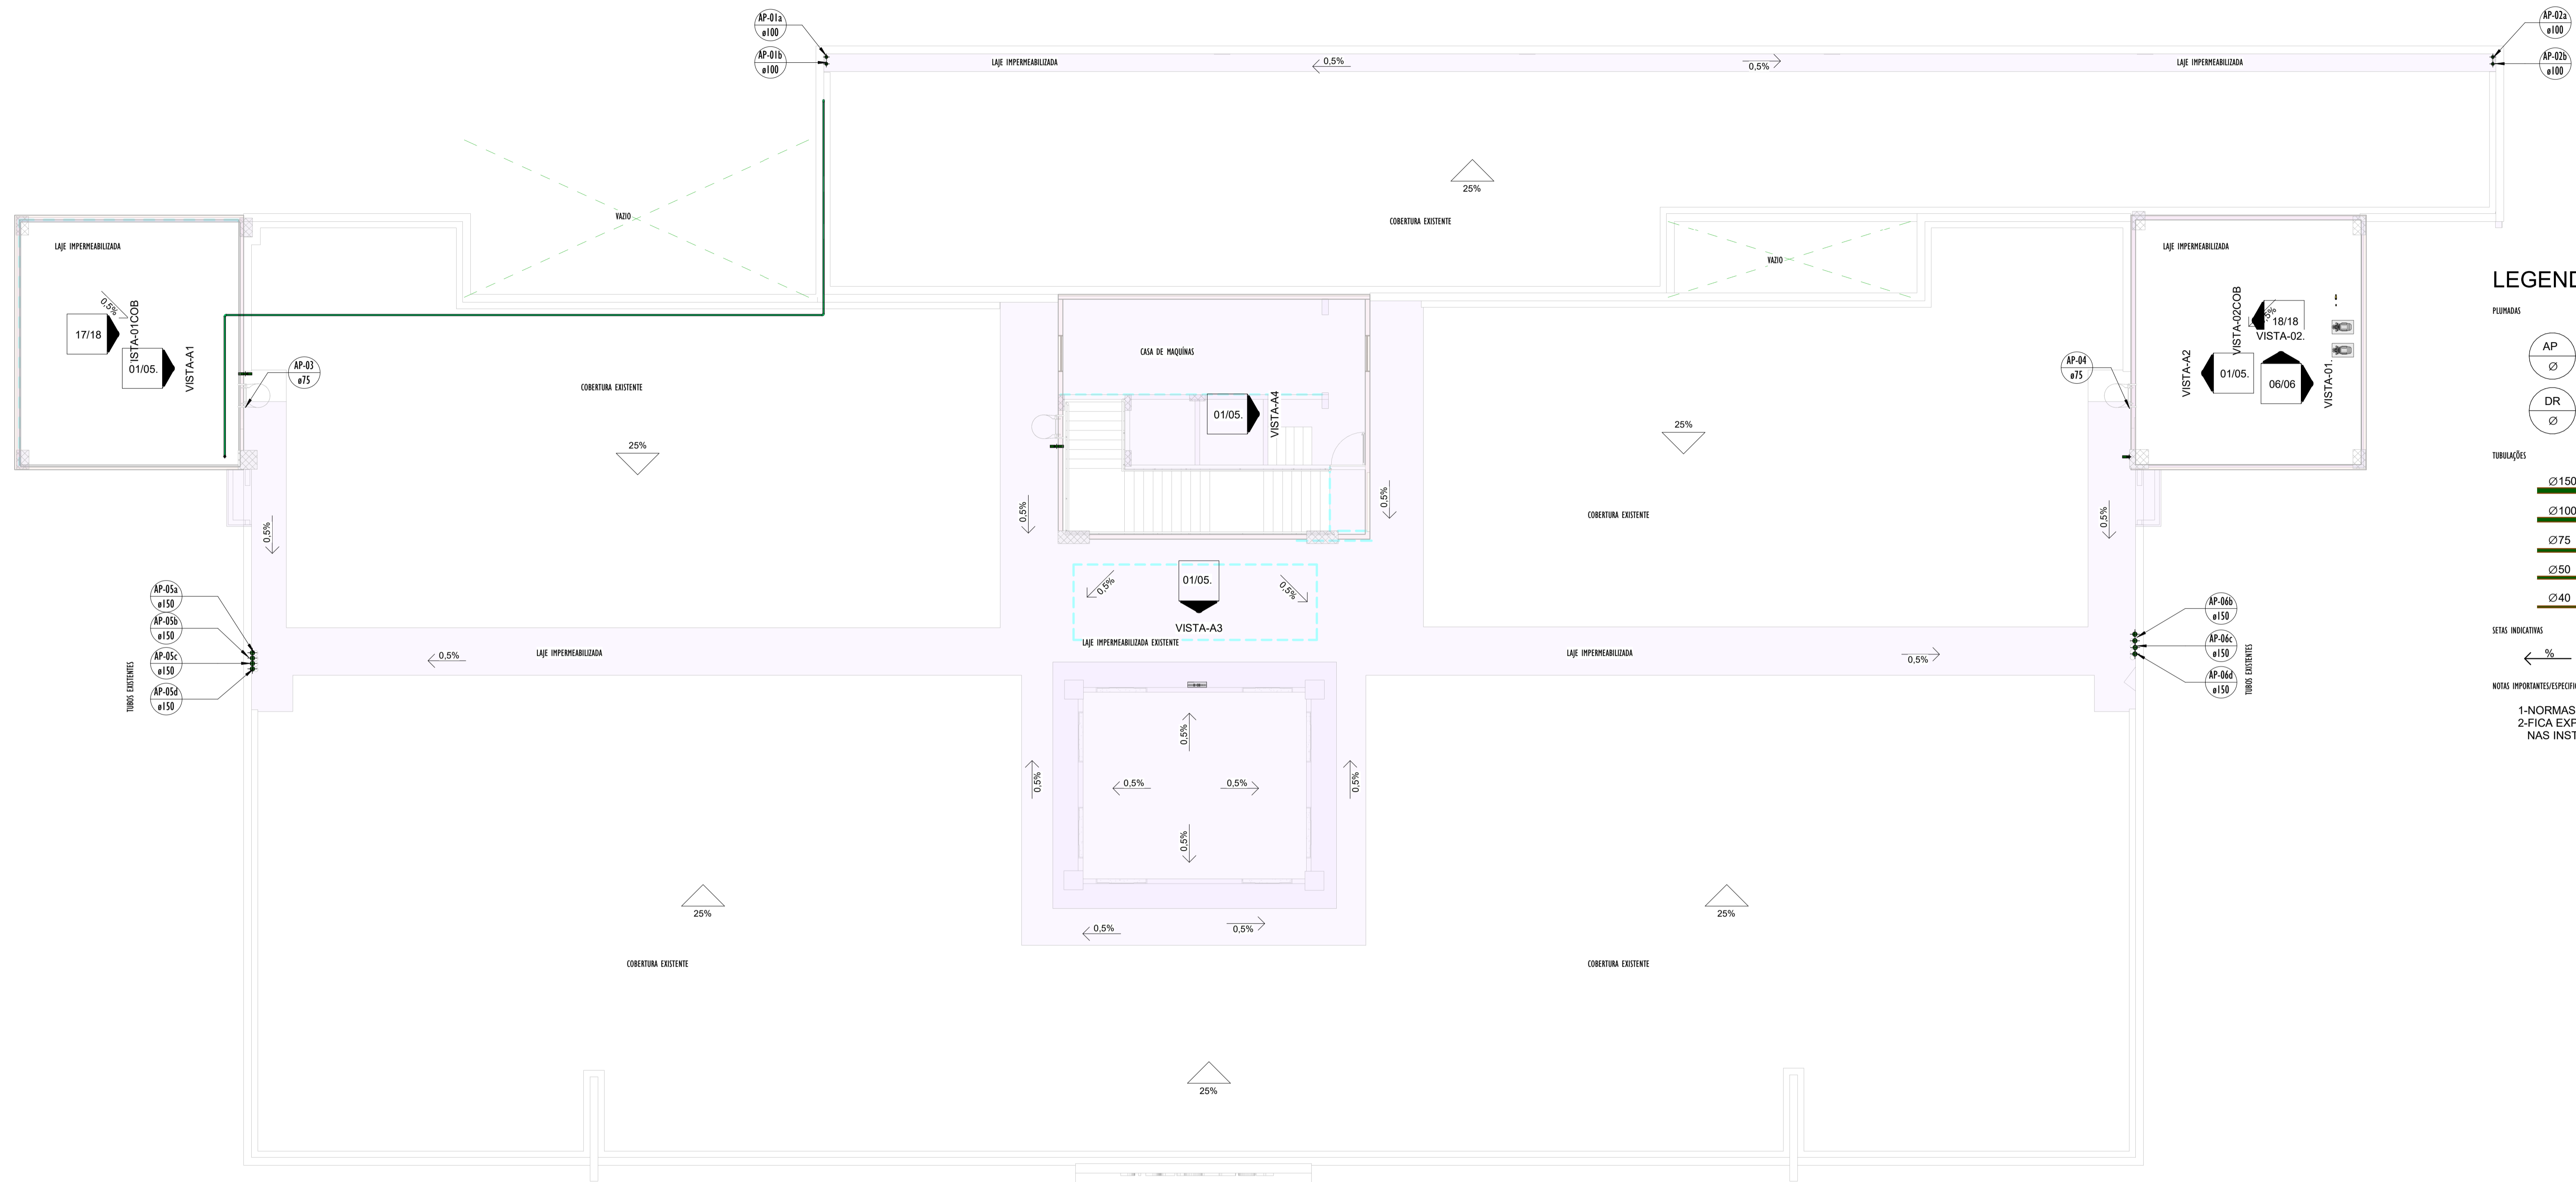 AP-01a
ø100
AP-01b
ø100
LAJE IMPERMEABILIZADA
0,5%
0,5%
LAJE IMPERMEABILIZADA
AP-02a
ø100
AP-02b
ø100
25%
COBERTURA EXISTENTE
VAZIO
VAZIO
LAJE IMPERMEABILIZADA
0,5%
VISTA-01COB
17/18
01/05.
VISTA-A1
AP-03
ø75
COBERTURA EXISTENTE
25%
CASA DE MAQUÍNAS
01/05.
VISTA-A4
25%
COBERTURA EXISTENTE
AP-04
ø75
LAJE IMPERMEABILIZADA
VISTA-02COB
18/18
VISTA-02.
VISTA-A2
01/05.
06/06
VISTA-01.
0,5%
0,5%
0,5%
0,5%
01/05.
0,5%
0,5%
VISTA-A3
LAJE IMPERMEABILIZADA EXISTENTE
AP-05a
ø150
AP-05b
ø150
AP-05c
ø150
AP-05d
ø150
TUBOS EXISTENTES
0,5%
LAJE IMPERMEABILIZADA
LAJE IMPERMEABILIZADA
0,5%
AP-06b
ø150
AP-06c
ø150
AP-06d
ø150
TUBOS EXISTENTES
0,5%
0,5%
0,5%
0,5%
0,5%
0,5%
0,5%
0,5%
25%
COBERTURA EXISTENTE
25%
COBERTURA EXISTENTE
25%
LEGEND
PLUMADAS
AP
Ø
DR
Ø
TUBULAÇÕES
Ø150
Ø100
Ø75
Ø50
Ø40
SETAS INDICATIVAS
%
NOTAS IMPORTANTES/ESPECIFI
1-NORMAS
2-FICA EXP
NAS INST